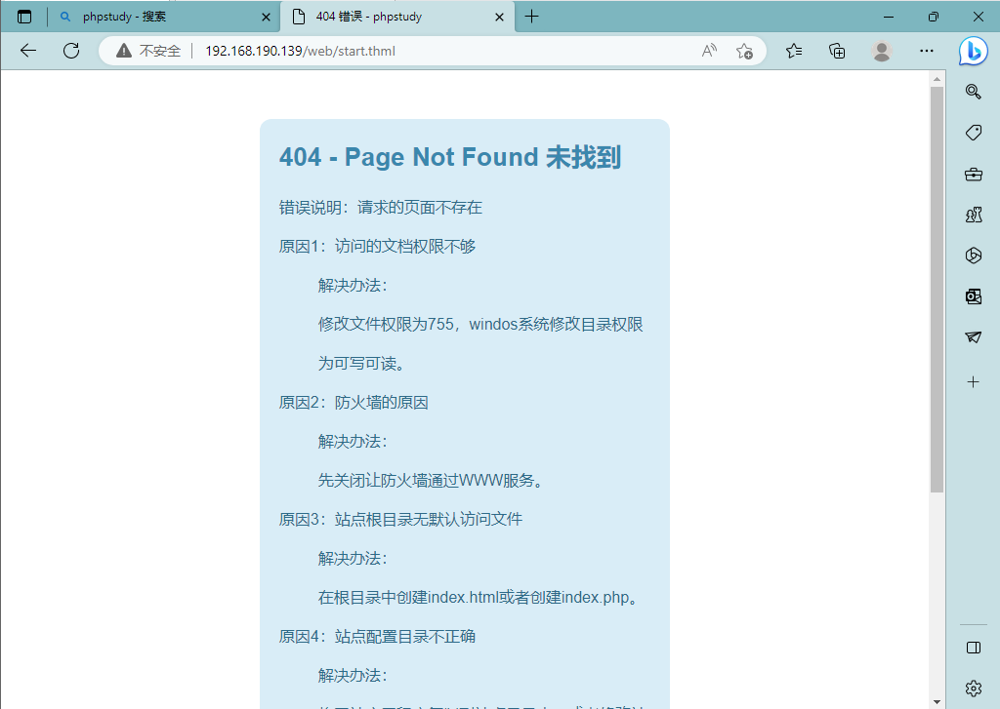 phpstudy - 搜索
404 错误 - phpstudy
不安全
192.168.190.139/web/start.thml
404 - Page Not Found 未找到
错误说明：请求的页面不存在
原因1：访问的文档权限不够
解决办法：
修改文件权限为755，windos系统修改目录权限
为可写可读。
原因2：防火墙的原因
解决办法：
先关闭让防火墙通过WWW服务。
原因3：站点根目录无默认访问文件
解决办法：
在根目录中创建index.html或者创建index.php。
原因4：站点配置目录不正确
解决办法：